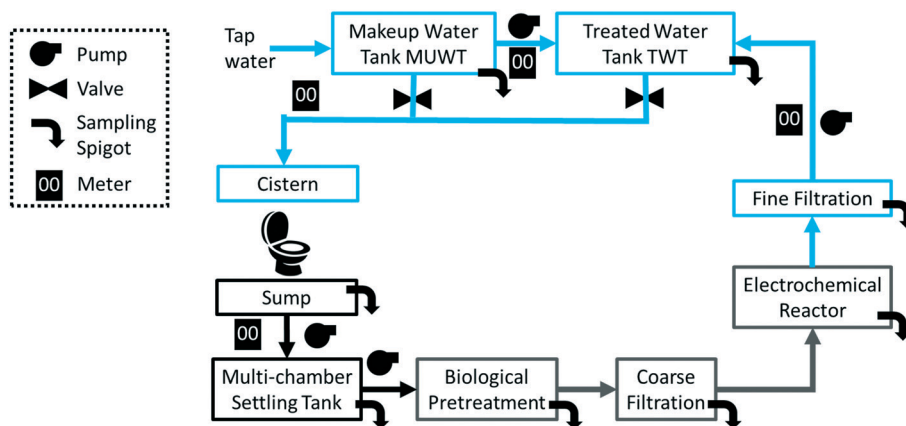 Pump
Valve
Sampling
Spigot
00
Meter
Tap
water
Makeup Water
Tank MUWT
00
Treated Water
Tank TWT
00
00
Cistern
Fine Filtration
Sump
00
Electrochemical
Reactor
Multi-chamber
Settling Tank
Biological
Pretreatment
Coarse
Filtration